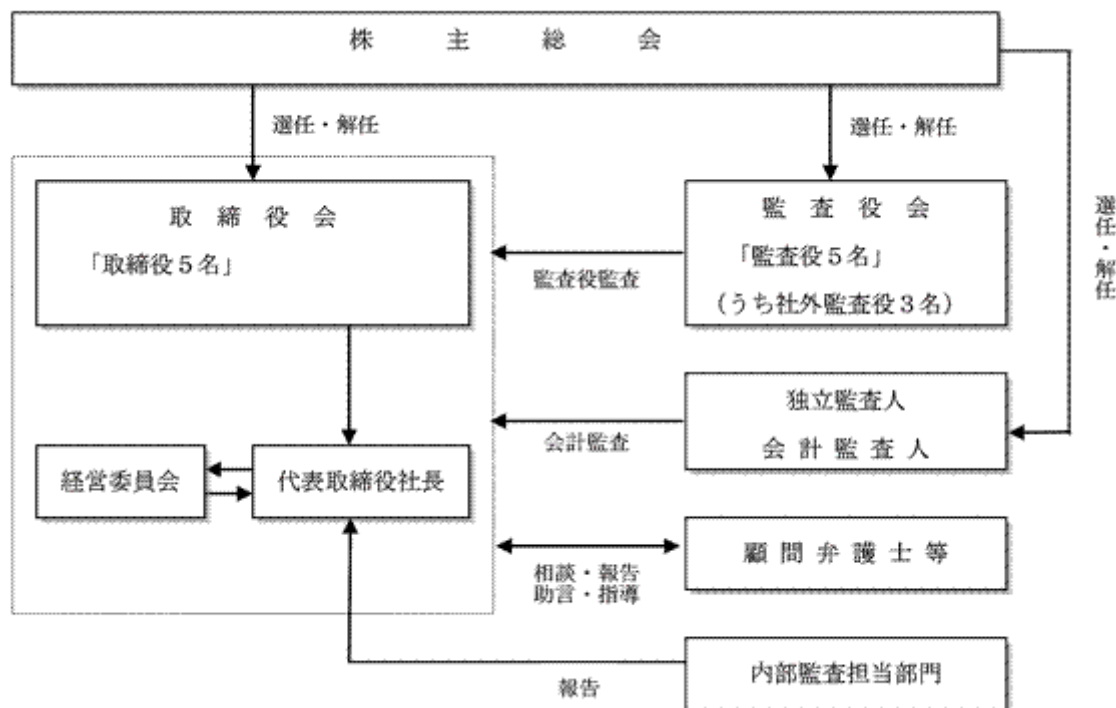 株主総会
選任・解任
選任・解任
選任・解任
取締役会
「取締役5名」
監査役会
「監査役5名」
(うち社外監査役3名)
監査役監査
独立監査人
会計監査人
会計監査
経営委員会
代表取締役社長
顧問弁護士等
相談・報告
助言・指導
内部監査担当部門
報告